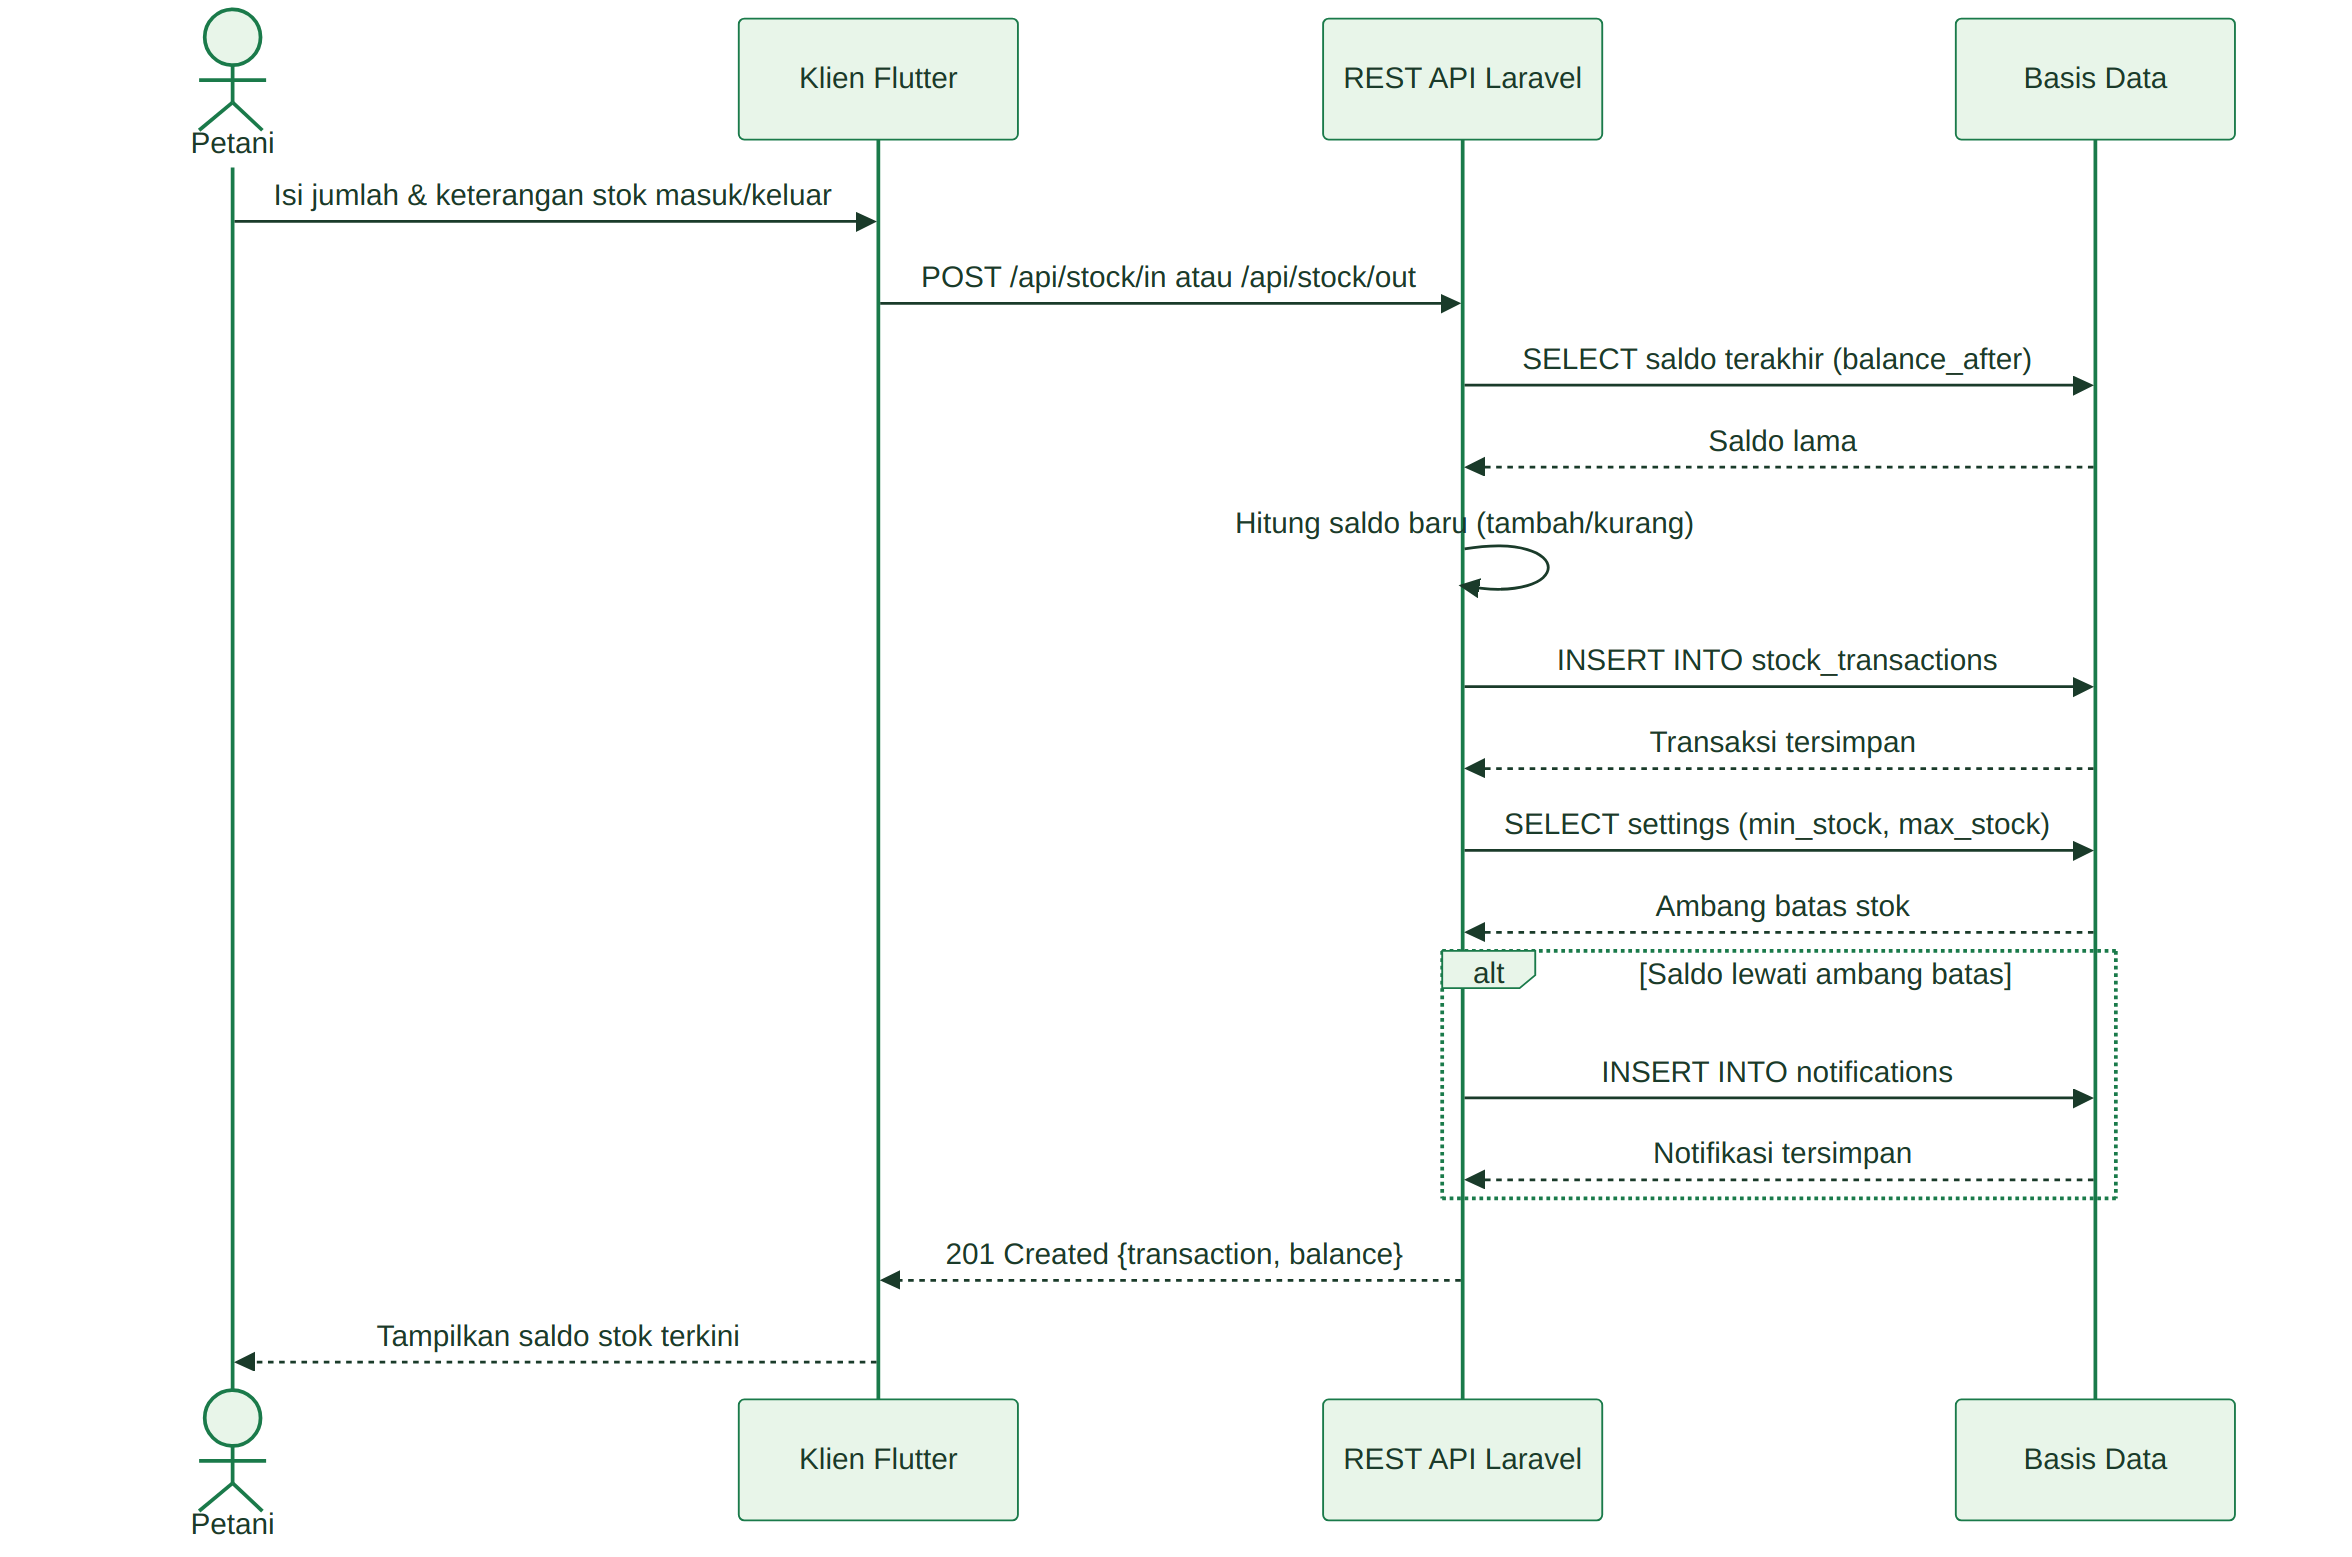 Petani
Klien Flutter
REST API Laravel
Basis Data
Isi jumlah & keterangan stok masuk/keluar
POST /api/stock/in atau /api/stock/out
SELECT saldo terakhir (balance_after)
Saldo lama
Hitung saldo baru (tambah/kurang)
INSERT INTO stock_transactions
Transaksi tersimpan
SELECT settings (min_stock, max_stock)
Ambang batas stok
alt
[Saldo lewati ambang batas]
INSERT INTO notifications
Notifikasi tersimpan
201 Created {transaction, balance}
Tampilkan saldo stok terkini
Petani
Klien Flutter
REST API Laravel
Basis Data